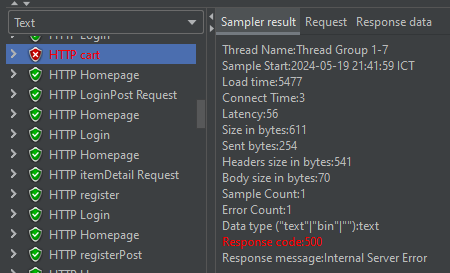 Text
Sampler result Request Response data
HTTP Login
HTTP cart
HTTP Homepage
HTTP LoginPost Request
HTTP Homepage
HTTP Login
HTTP Homepage
HTTP itemDetail Request
HTTP register
HTTP Login
HTTP Homepage
HTTP registerPost
Thread Name:Thread Group 1-7
Sample Start:2024-05-19 21:41:59 ICT
Load time:5477
Connect Time:3
Latency:56
Size in bytes:611
Sent bytes:254
Headers size in bytes:541
Body size in bytes:70
Sample Count:1
Error Count:1
Data type ("text"|"bin"|""):text
Response code:500
Response message:Internal Server Error